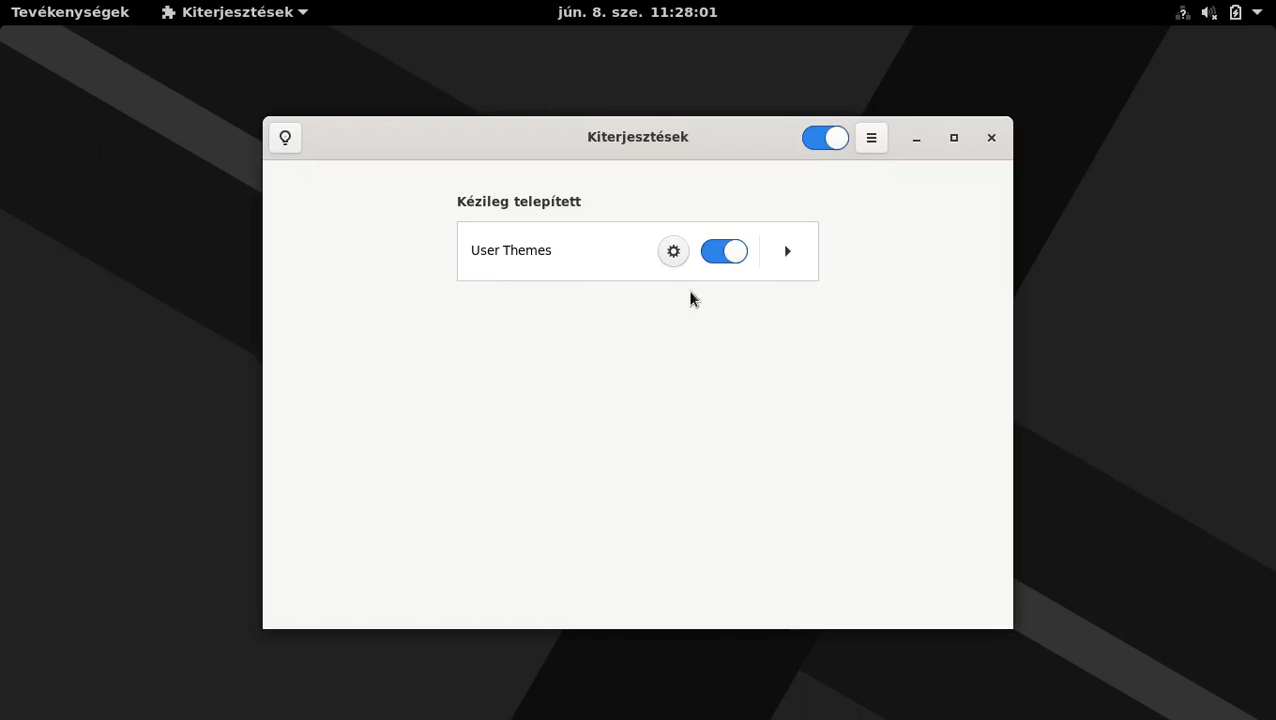 Tevékenységek Kiterjesztések jún. 8. sze. 11:28:01
Kiterjesztések
Kézileg telepített
User Themes